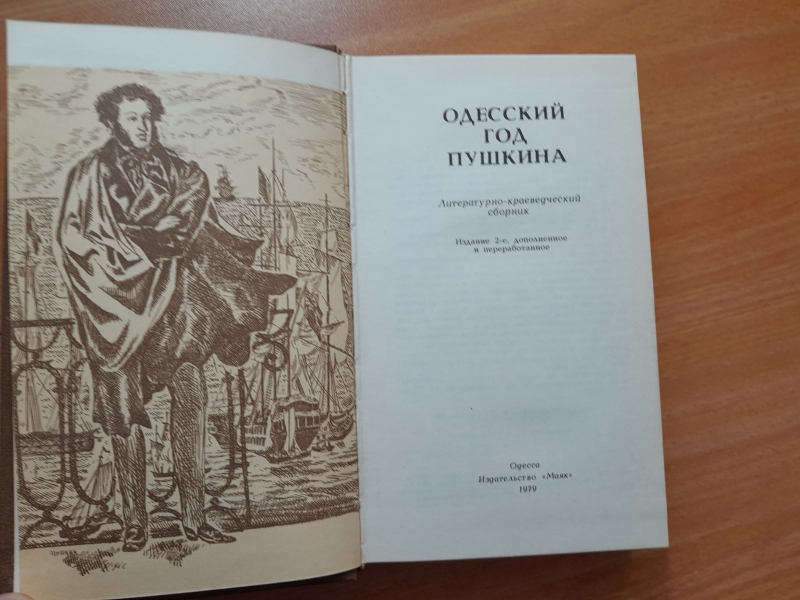 ОДЕССКИЙ
ГОД
ПУШКИНА
Литературно-краеведческий
сборник
Издание 2-е, дополненное
и переработанное
Одесса
Издательство «Маяк»
1979